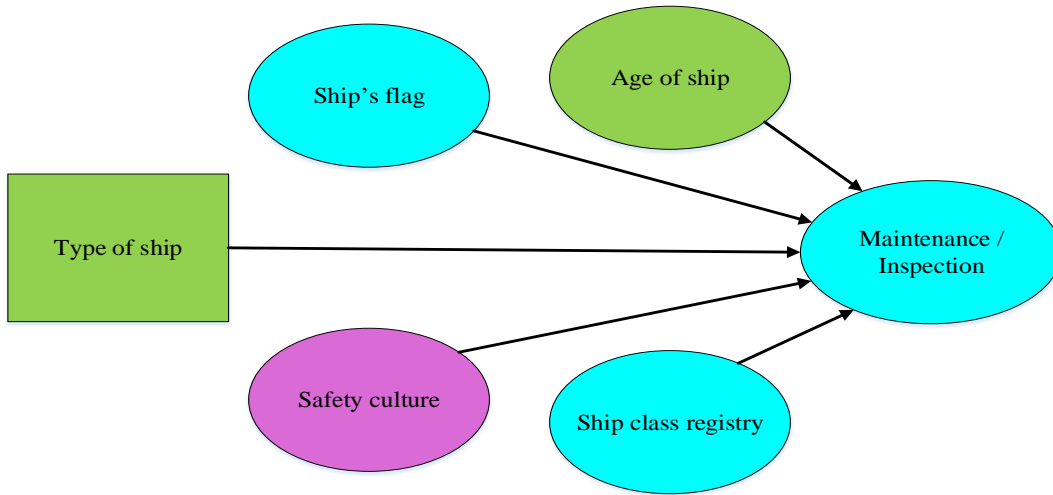 Ship’s flag
Age of ship
Type of ship
Maintenance /
Inspection
Safety culture
Ship class registry